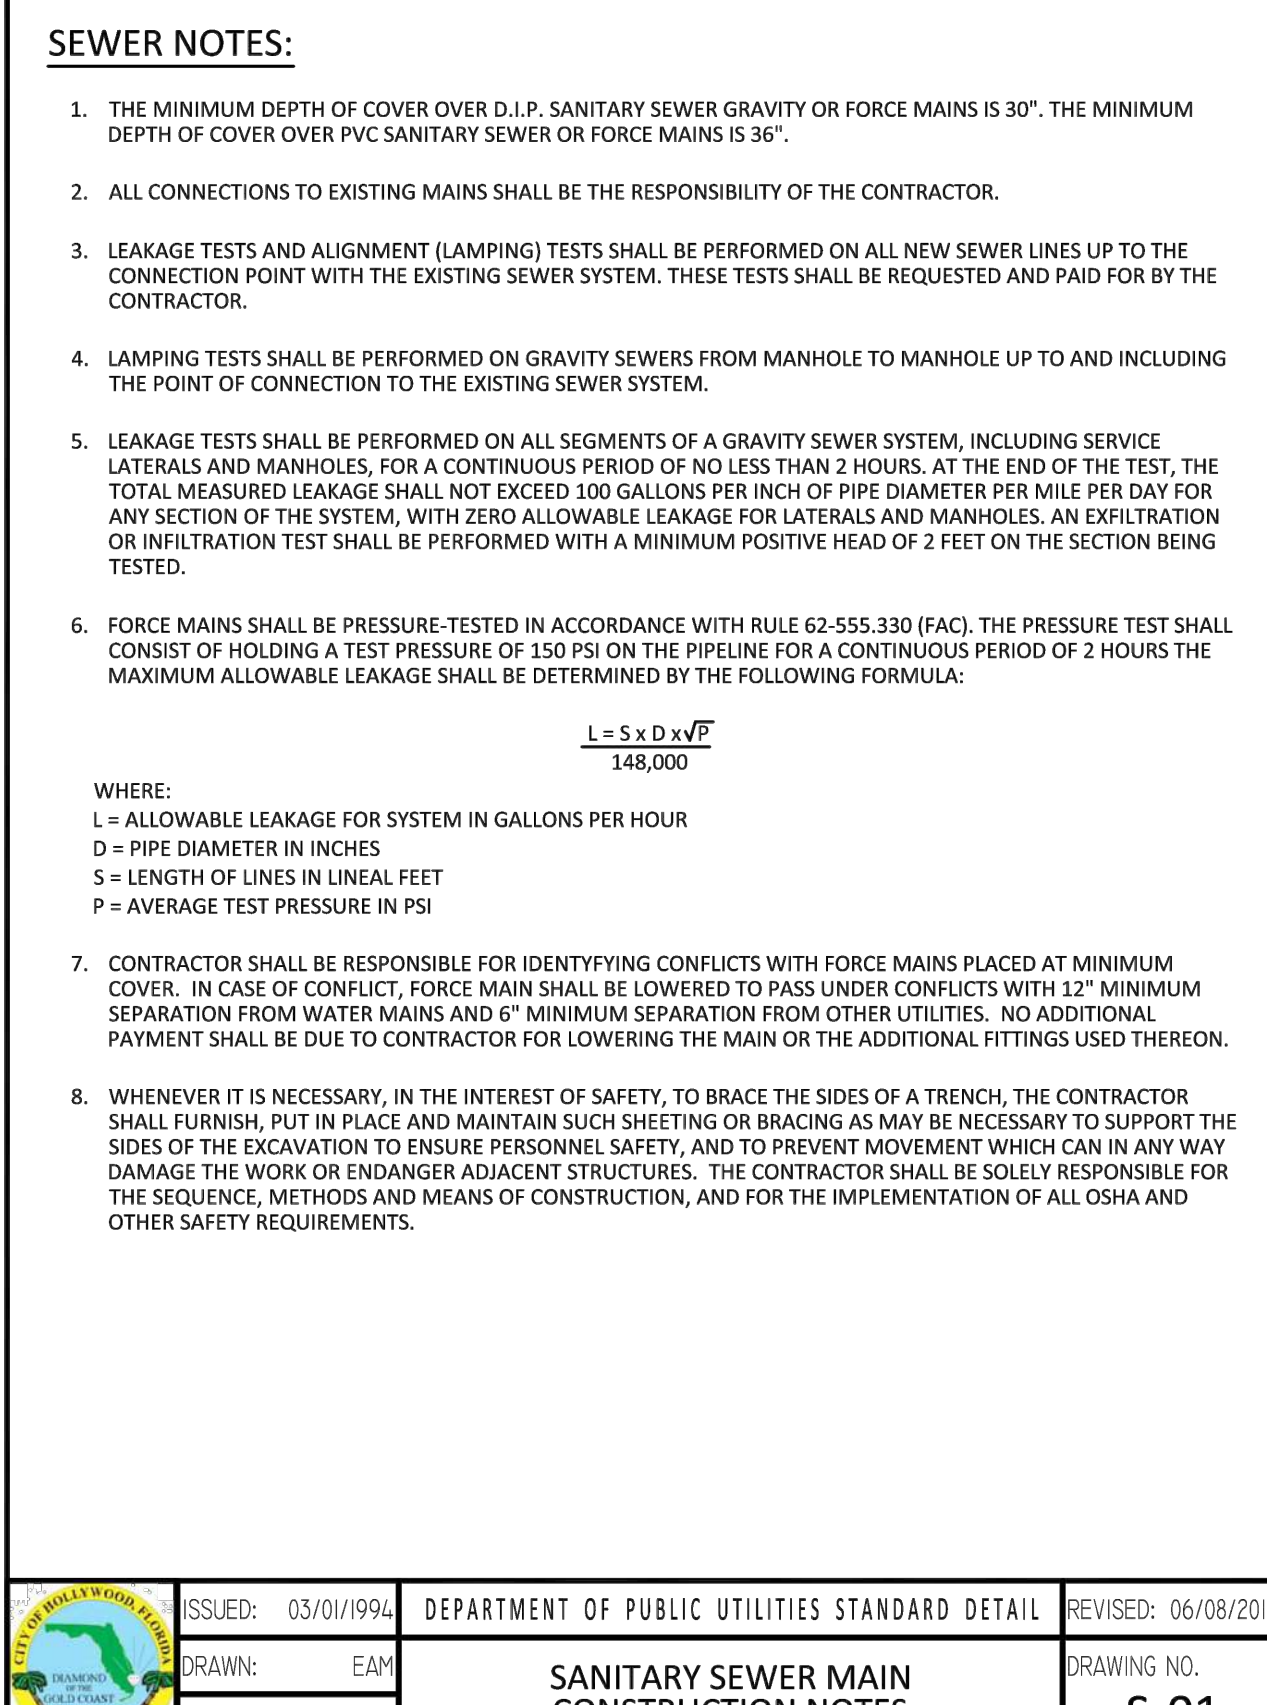 SEWER NOTES:
1. THE MINIMUM DEPTH OF COVER OVER D.I.P. SANITARY SEWER GRAVITY OR FORCE MAINS IS 30". THE MINIMUM
DEPTH OF COVER OVER PVC SANITARY SEWER OR FORCE MAINS IS 36".
2. ALL CONNECTIONS TO EXISTING MAINS SHALL BE THE RESPONSIBILITY OF THE CONTRACTOR.
3. LEAKAGE TESTS AND ALIGNMENT (LAMPING) TESTS SHALL BE PERFORMED ON ALL NEW SEWER LINES UP TO THE
CONNECTION POINT WITH THE EXISTING SEWER SYSTEM. THESE TESTS SHALL BE REQUESTED AND PAID FOR BY THE
CONTRACTOR.
4. LAMPING TESTS SHALL BE PERFORMED ON GRAVITY SEWERS FROM MANHOLE TO MANHOLE UP TO AND INCLUDING
THE POINT OF CONNECTION TO THE EXISTING SEWER SYSTEM.
5. LEAKAGE TESTS SHALL BE PERFORMED ON ALL SEGMENTS OF A GRAVITY SEWER SYSTEM, INCLUDING SERVICE
LATERALS AND MANHOLES, FOR A CONTINUOUS PERIOD OF NO LESS THAN 2 HOURS. AT THE END OF THE TEST, THE
TOTAL MEASURED LEAKAGE SHALL NOT EXCEED 100 GALLONS PER INCH OF PIPE DIAMETER PER MILE PER DAY FOR
ANY SECTION OF THE SYSTEM, WITH ZERO ALLOWABLE LEAKAGE FOR LATERALS AND MANHOLES. AN EXFILTRATION
OR INFILTRATION TEST SHALL BE PERFORMED WITH A MINIMUM POSITIVE HEAD OF 2 FEET ON THE SECTION BEING
TESTED.
6. FORCE MAINS SHALL BE PRESSURE-TESTED IN ACCORDANCE WITH RULE 62-555.330 (FAC). THE PRESSURE TEST SHALL
CONSIST OF HOLDING A TEST PRESSURE OF 150 PSI ON THE PIPELINE FOR A CONTINUOUS PERIOD OF 2 HOURS THE
MAXIMUM ALLOWABLE LEAKAGE SHALL BE DETERMINED BY THE FOLLOWING FORMULA:
L = S x D x√P
148,000
WHERE:
L = ALLOWABLE LEAKAGE FOR SYSTEM IN GALLONS PER HOUR
D = PIPE DIAMETER IN INCHES
S = LENGTH OF LINES IN LINEAL FEET
P = AVERAGE TEST PRESSURE IN PSI
7. CONTRACTOR SHALL BE RESPONSIBLE FOR IDENTYFYING CONFLICTS WITH FORCE MAINS PLACED AT MINIMUM
COVER. IN CASE OF CONFLICT, FORCE MAIN SHALL BE LOWERED TO PASS UNDER CONFLICTS WITH 12" MINIMUM
SEPARATION FROM WATER MAINS AND 6" MINIMUM SEPARATION FROM OTHER UTILITIES. NO ADDITIONAL
PAYMENT SHALL BE DUE TO CONTRACTOR FOR LOWERING THE MAIN OR THE ADDITIONAL FITTINGS USED THEREON.
8. WHENEVER IT IS NECESSARY, IN THE INTEREST OF SAFETY, TO BRACE THE SIDES OF A TRENCH, THE CONTRACTOR
SHALL FURNISH, PUT IN PLACE AND MAINTAIN SUCH SHEETING OR BRACING AS MAY BE NECESSARY TO SUPPORT THE
SIDES OF THE EXCAVATION TO ENSURE PERSONNEL SAFETY, AND TO PREVENT MOVEMENT WHICH CAN IN ANY WAY
DAMAGE THE WORK OR ENDANGER ADJACENT STRUCTURES. THE CONTRACTOR SHALL BE SOLELY RESPONSIBLE FOR
THE SEQUENCE, METHODS AND MEANS OF CONSTRUCTION, AND FOR THE IMPLEMENTATION OF ALL OSHA AND
OTHER SAFETY REQUIREMENTS.
CITY OF HOLLYWOOD, FLORIDA
DIAMOND
OF THE
GOLD COAST
ISSUED: 03/01/1994
DRAWN: EAM
DEPARTMENT OF PUBLIC UTILITIES STANDARD DETAIL
SANITARY SEWER MAIN
CONSTRUCTION NOTES
REVISED: 06/08/201
DRAWING NO.
S-01